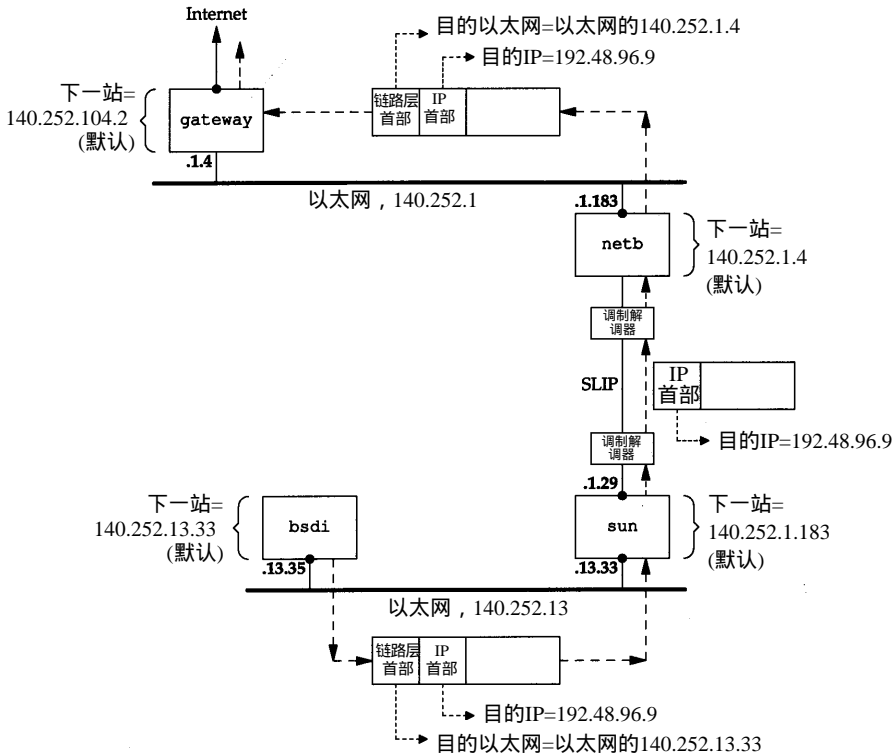 Internet
目的以太网=以太网的140.252.1.4
目的IP=192.48.96.9
下一站=
140.252.104.2
(默认)
gateway
链路层
首部
IP
首部
.1.4
以太网，140.252.1
.1.183
netb
下一站=
140.252.1.4
(默认)
调制解
调器
SLIP
IP
首部
目的IP=192.48.96.9
调制解
调器
.1.29
下一站=
140.252.13.33
(默认)
bsdi
sun
下一站=
140.252.1.183
(默认)
.13.35
.13.33
以太网，140.252.13
链路层
首部
IP
首部
目的IP=192.48.96.9
目的以太网=以太网的140.252.13.33